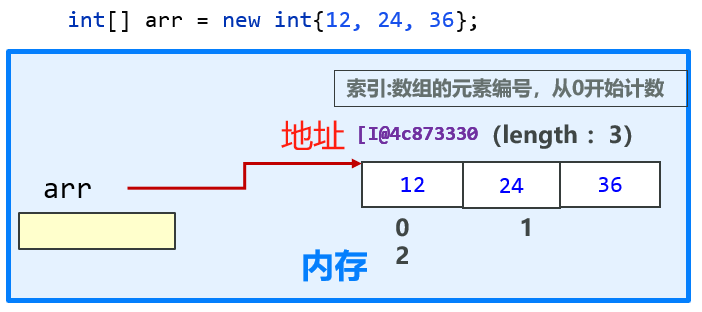 int[] arr = new int{12, 24, 36};
索引:数组的元素编号，从0开始计数
地址 [I@4c873330（length： 3）
arr
12 24 36
0 1
2
内存